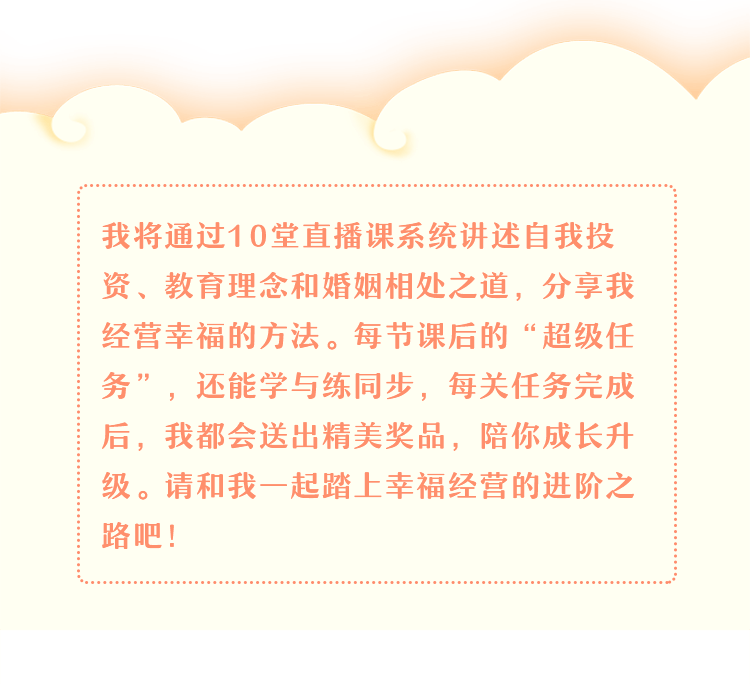 我将通过10堂直播课系统讲述自我投
资、教育理念和婚姻相处之道，分享我
经营幸福的方法。每节课后的“超级任
务”，还能学与练同步，每关任务完成
后，我都会送出精美奖品，陪你成长升
级。请和我一起踏上幸福经营的进阶之
路吧！